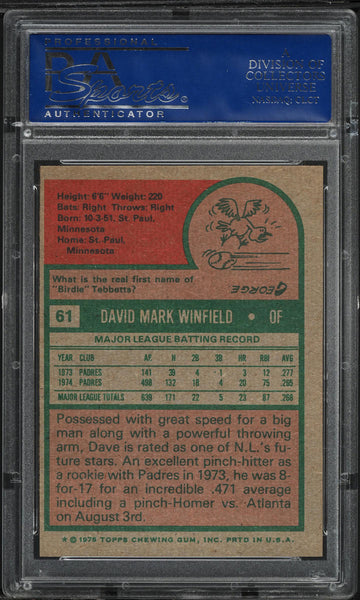 PROFESSIONAL
Sports
AUTHENTICATOR
A
DIVISION OF
COLLECTORS
UNIVERSE
Height: 6'6" Weight: 220
Bats: Right Throws: Right
Born: 10-3-51, St. Paul,
Minnesota
Home: St. Paul,
Minnesota
What is the real first name of
"Birdie" Tebbetts?
GEORGE
61 DAVID MARK WINFIELD • OF
MAJOR LEAGUE BATTING RECORD
YEAR CLUB AB. H 2B 3B HR RBI AVG.
1973 PADRES 141 39 4 1 3 12 .277
1974 PADRES 498 132 18 4 20 75 .265
MAJOR LEAGUE TOTALS 639 171 22 5 23 87 .268
Possessed with great speed for a big
man along with a powerful throwing
arm, Dave is rated as one of N.L.'s fu-
ture stars. An excellent pinch-hitter as
a rookie with Padres in 1973, he was 8-
for-17 for an incredible .471 average
including a pinch-Homer vs. Atlanta
on August 3rd.
* © 1975 TOPPS CHEWING GUM, INC. PRTD IN U.S.A.